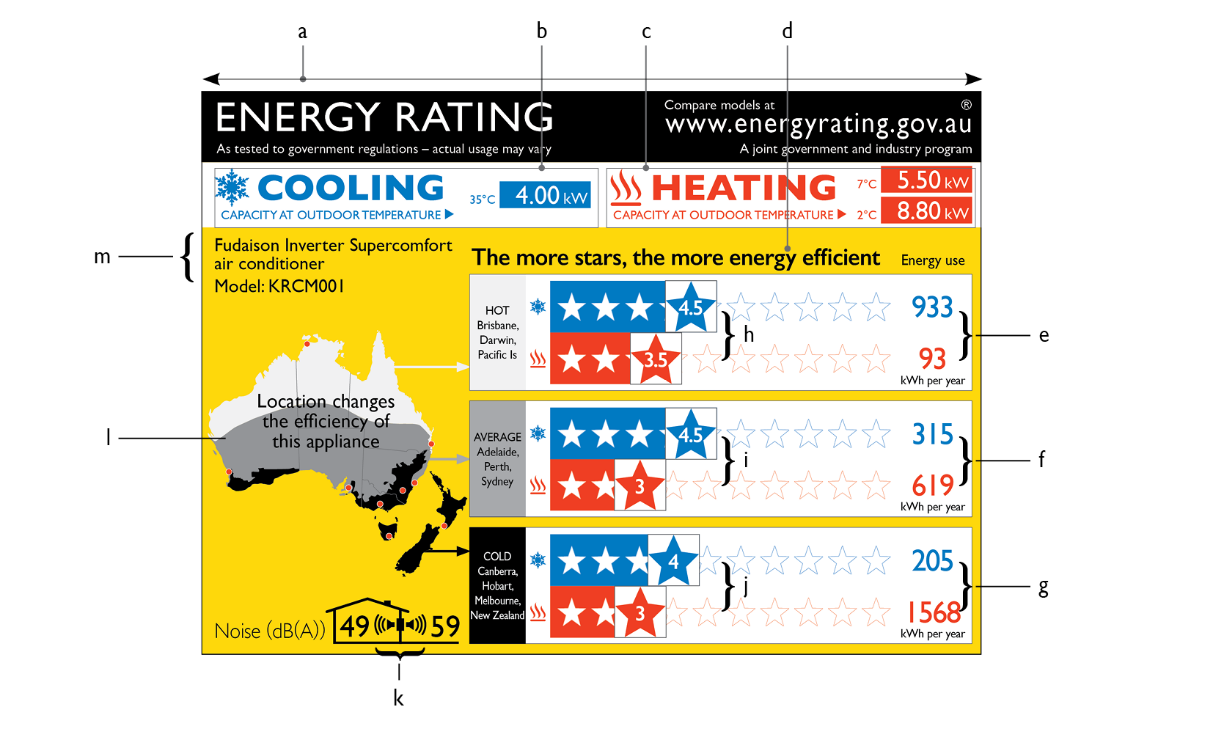 a
b
c
d
ENERGY RATING
As tested to government regulations – actual usage may vary
Compare models at
®
www.energyrating.gov.au
A joint government and industry program
COOLING
CAPACITY AT OUTDOOR TEMPERATURE ▶
35°C 4.00 kW
HEATING
CAPACITY AT OUTDOOR TEMPERATURE ▶
7°C 5.50 kW
2°C 8.80 kW
m
Fudaison Inverter Supercomfort
air conditioner
Model: KRCM001
The more stars, the more energy efficient
Energy use
HOT
Brisbane,
Darwin,
Pacific Is
4.5
3.5
h
933
93
kWh per year
e
Location changes
the efficiency of
this appliance
l
AVERAGE
Adelaide,
Perth,
Sydney
4.5
3
i
315
619
kWh per year
f
COLD
Canberra,
Hobart,
Melbourne,
New Zealand
4
3
j
205
1568
kWh per year
g
Noise (dB(A)) 49 59
k